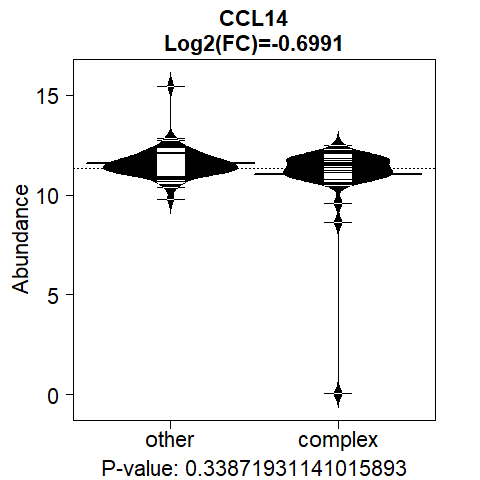 CCL14
Log2(FC)=-0.6991
15
10
5
0
Abundance
other complex
P-value: 0.33871931141015893